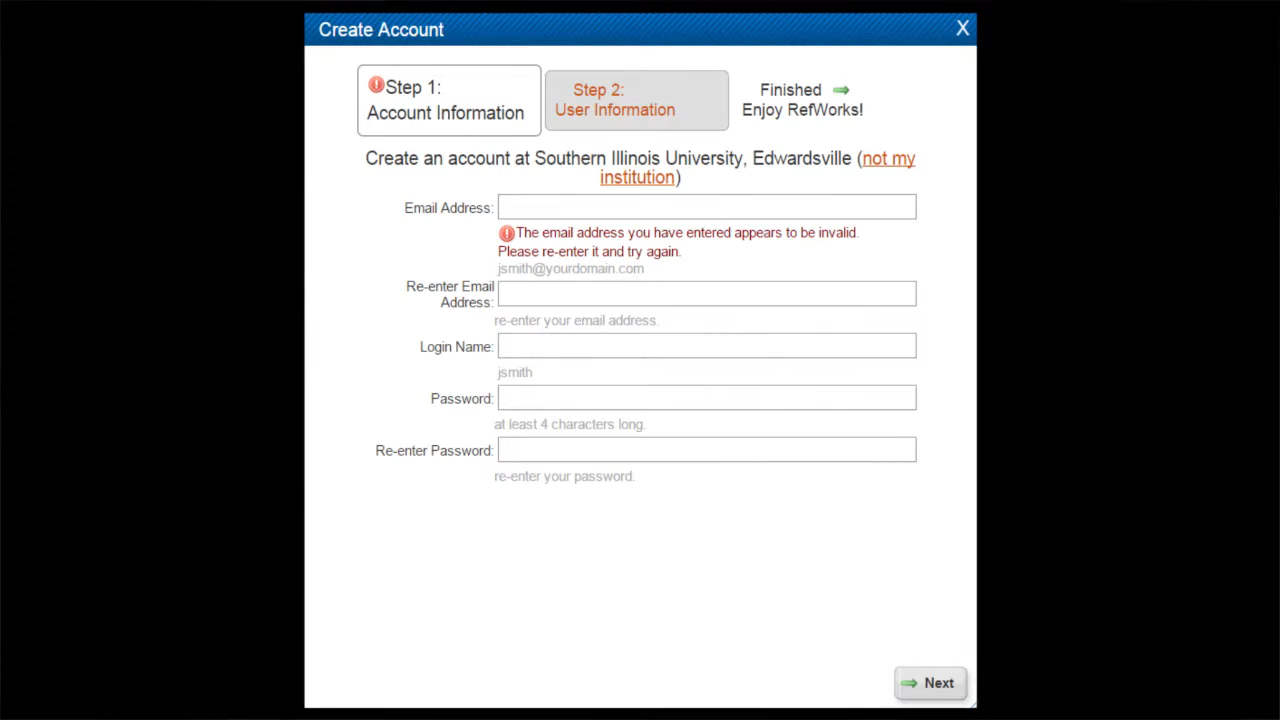 Create Account
X
Step 1:
Account Information
Step 2:
User Information
Finished
Enjoy RefWorks!
Create an account at Southern Illinois University, Edwardsville (not my
institution)
Email Address:
The email address you have entered appears to be invalid.
Please re-enter it and try again.
jsmith@yourdomain.com
Re-enter Email
Address:
re-enter your email address.
Login Name:
jsmith
Password:
at least 4 characters long.
Re-enter Password:
re-enter your password.
Next